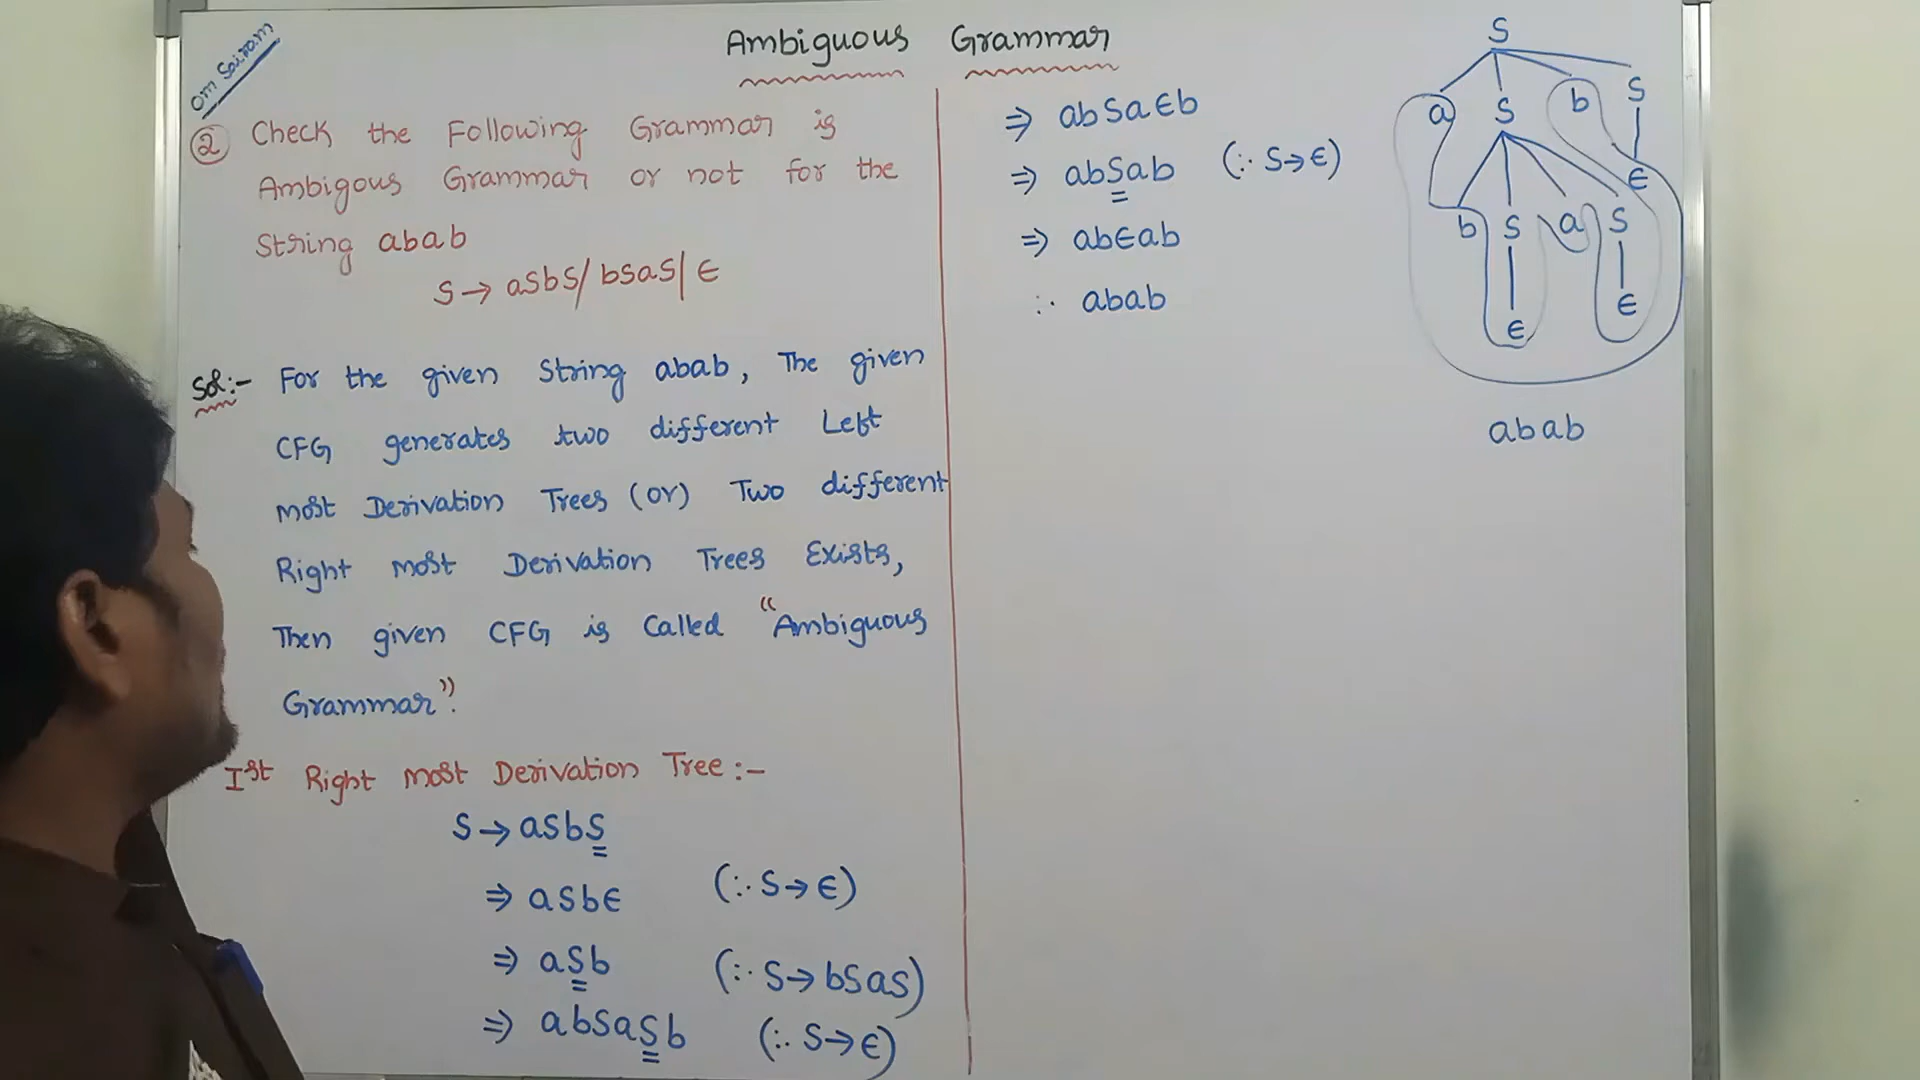 Om Sairam
Ambiguous Grammar
② Check the Following Grammar is
Ambigous Grammar or not for the
String abab
S → aSbS / bSaS / ∈
Sol:- For the given String abab, The given
CFG generates two different Left
most Derivation Trees (or) Two different
Right most Derivation Trees Exists,
Then given CFG is Called "Ambiguous
Grammar".
Ist Right most Derivation Tree :-
S → aSbS
⇒ aSb∈ (∵ S → ∈)
⇒ aSb (∵ S → bSaS)
⇒ abSaSb (∵ S → ∈)
⇒ abSa∈b
⇒ abSab (∵ S → ∈)
⇒ ab∈ab
∴ abab
S
a S b S
∈
b S a S
∈ ∈
abab